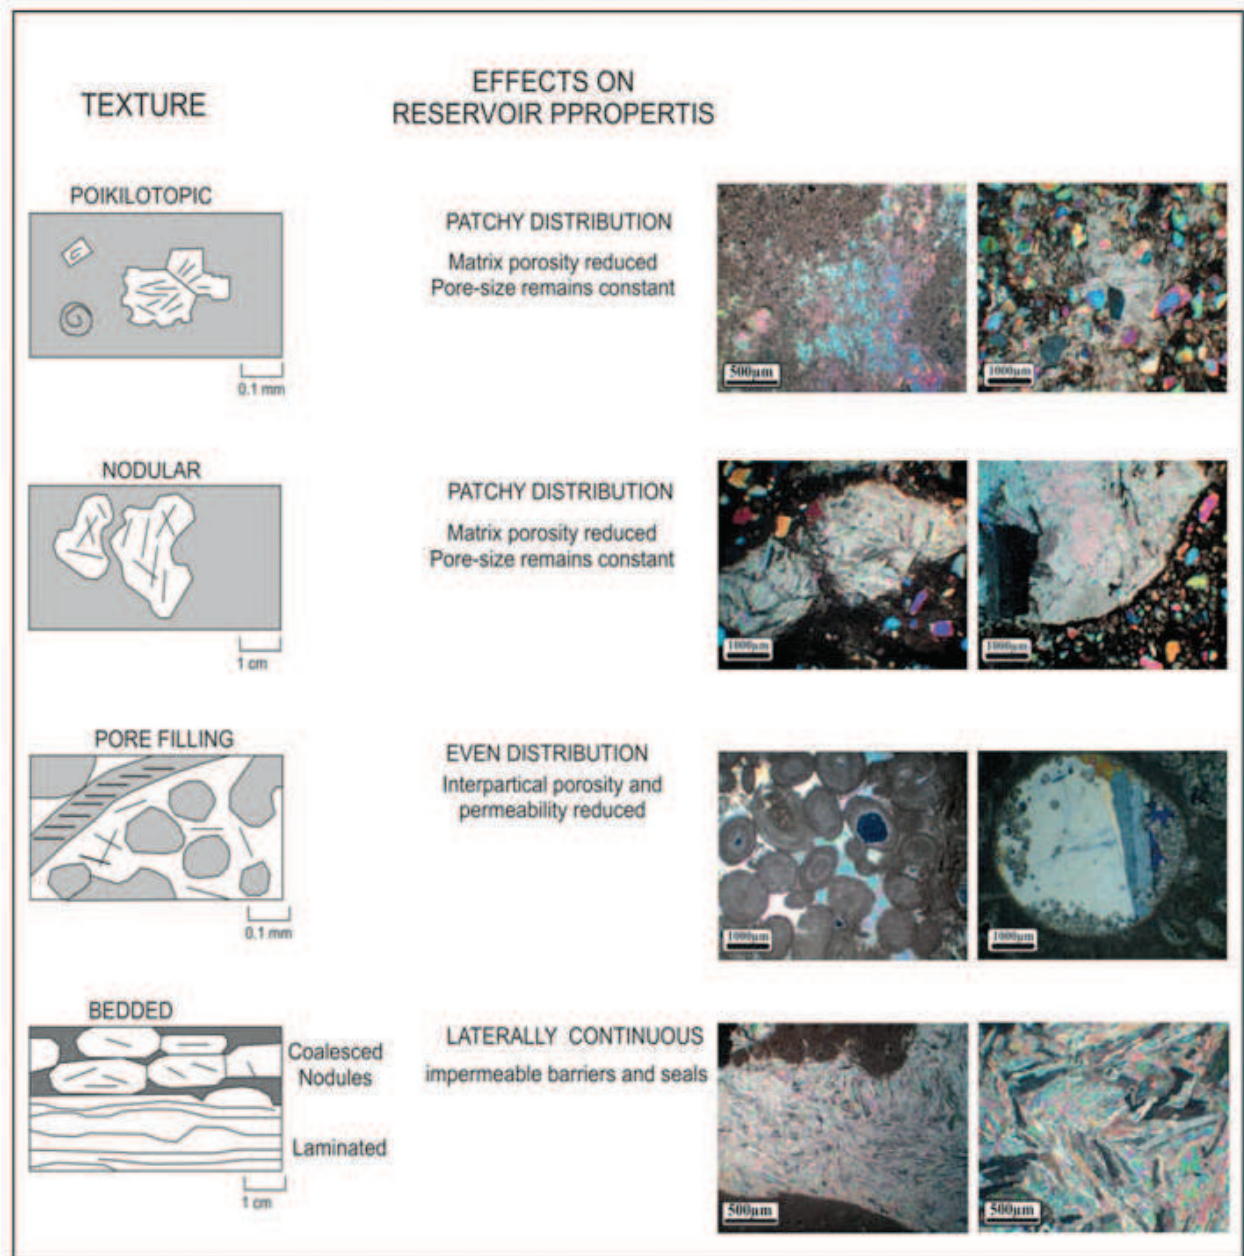 TEXTURE
EFFECTS ON
RESERVOIR PPROPERTIS
POIKILOTOPIC
0.1 mm
PATCHY DISTRIBUTION
Matrix porosity reduced
Pore-size remains constant
500µm
1000µm
NODULAR
1 cm
PATCHY DISTRIBUTION
Matrix porosity reduced
Pore-size remains constant
1000µm
1000µm
PORE FILLING
0.1 mm
EVEN DISTRIBUTION
Interpartical porosity and
permeability reduced
1000µm
1000µm
BEDDED
Coalesced
Nodules
Laminated
1 cm
LATERALLY CONTINUOUS
impermeable barriers and seals
500µm
500µm